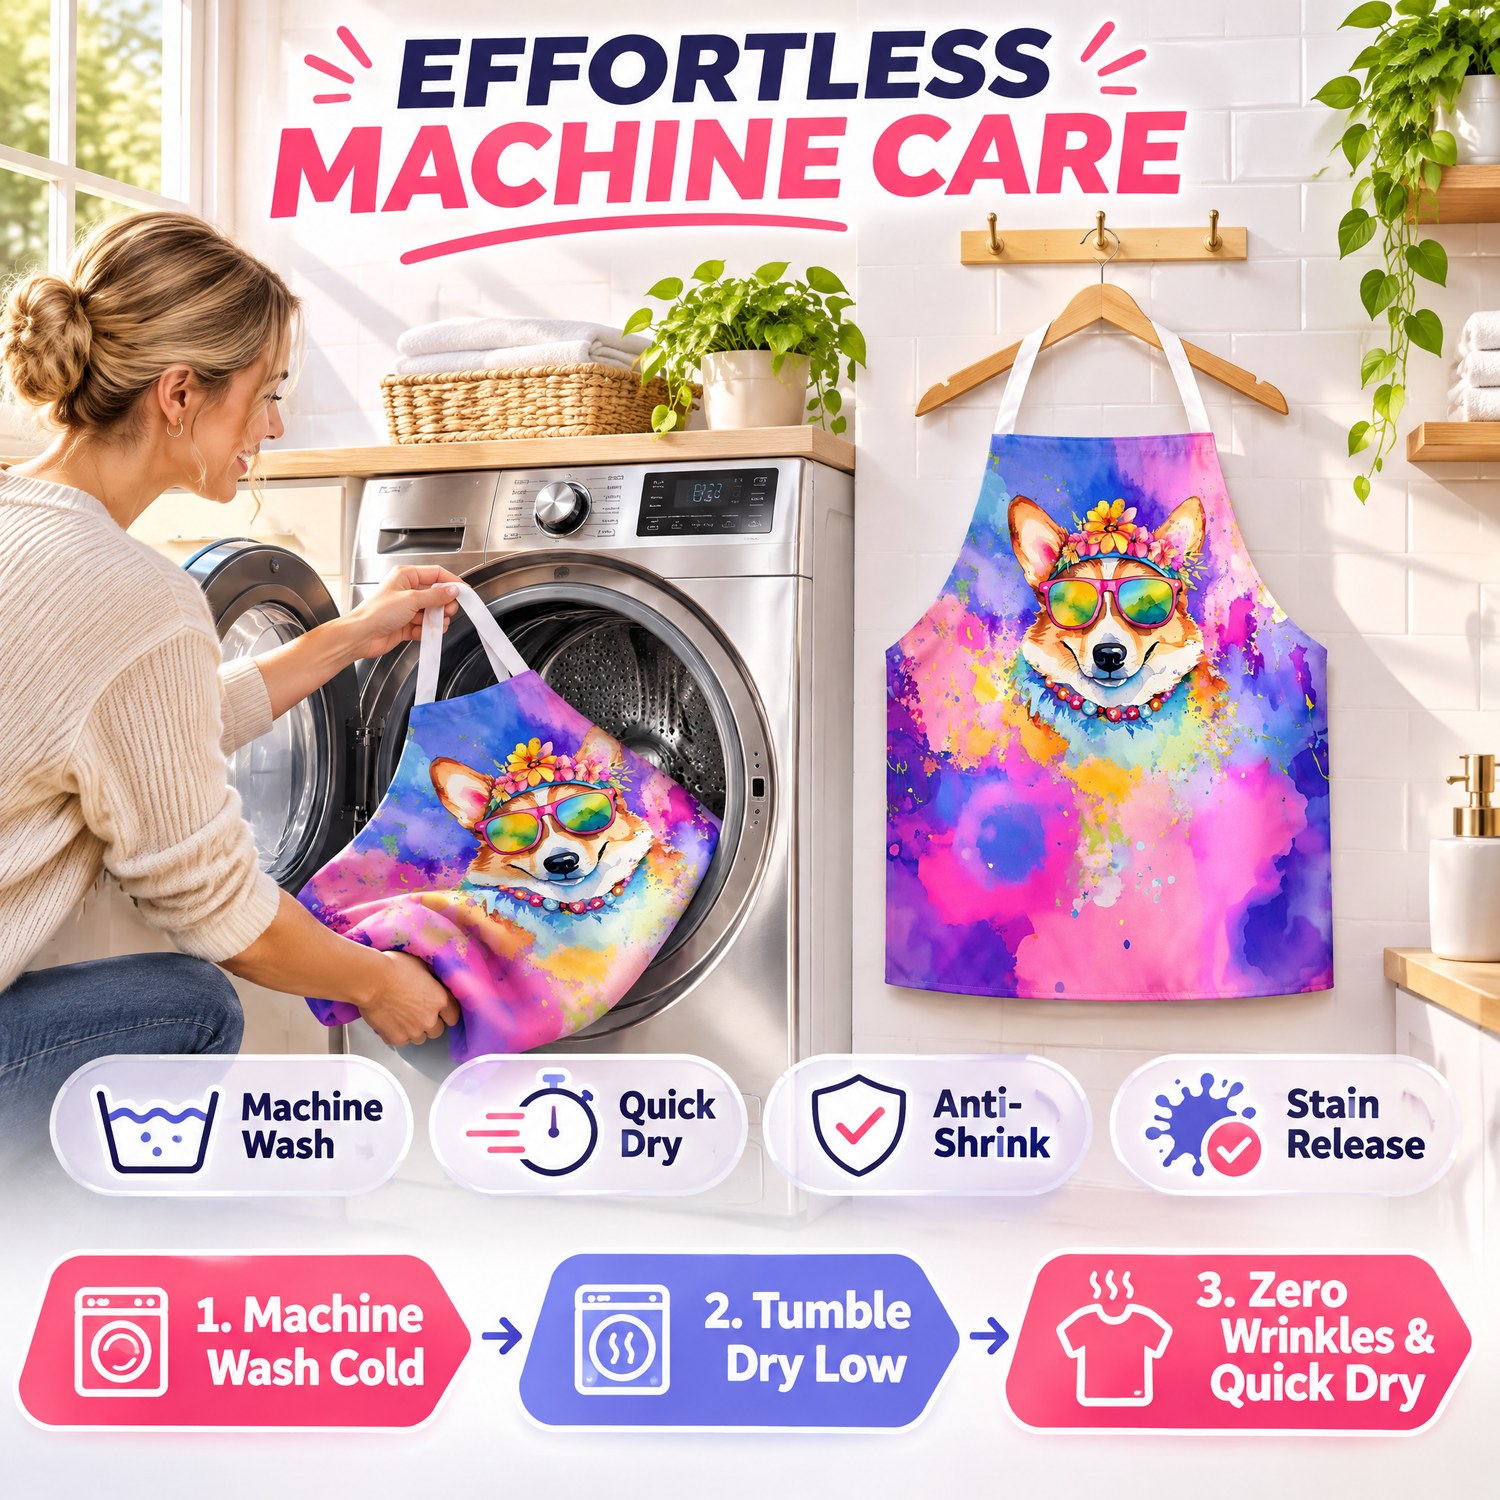 EFFORTLESS
MACHINE CARE
Machine
Wash
Quick
Dry
Anti-
Shrink
Stain
Release
1. Machine
Wash Cold
2. Tumble
Dry Low
3. Zero
Wrinkles &
Quick Dry